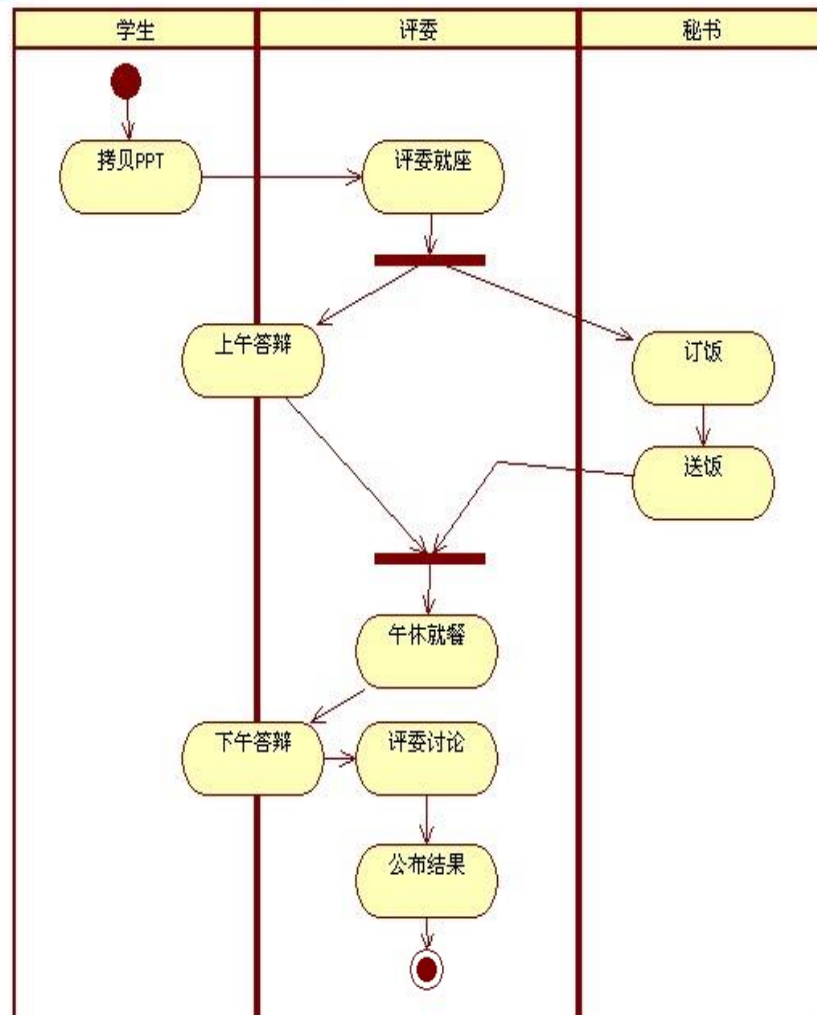 学生
评委
秘书
拷贝PPT
评委就座
上午答辩
订饭
送饭
午休就餐
下午答辩
评委讨论
公布结果